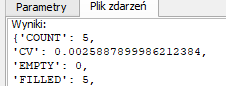 Parametry Plik zdarzeń
Wyniki:
{'COUNT': 5,
'CV': 0.0025887899986212384,
'EMPTY': 0,
'FILLED': 5,